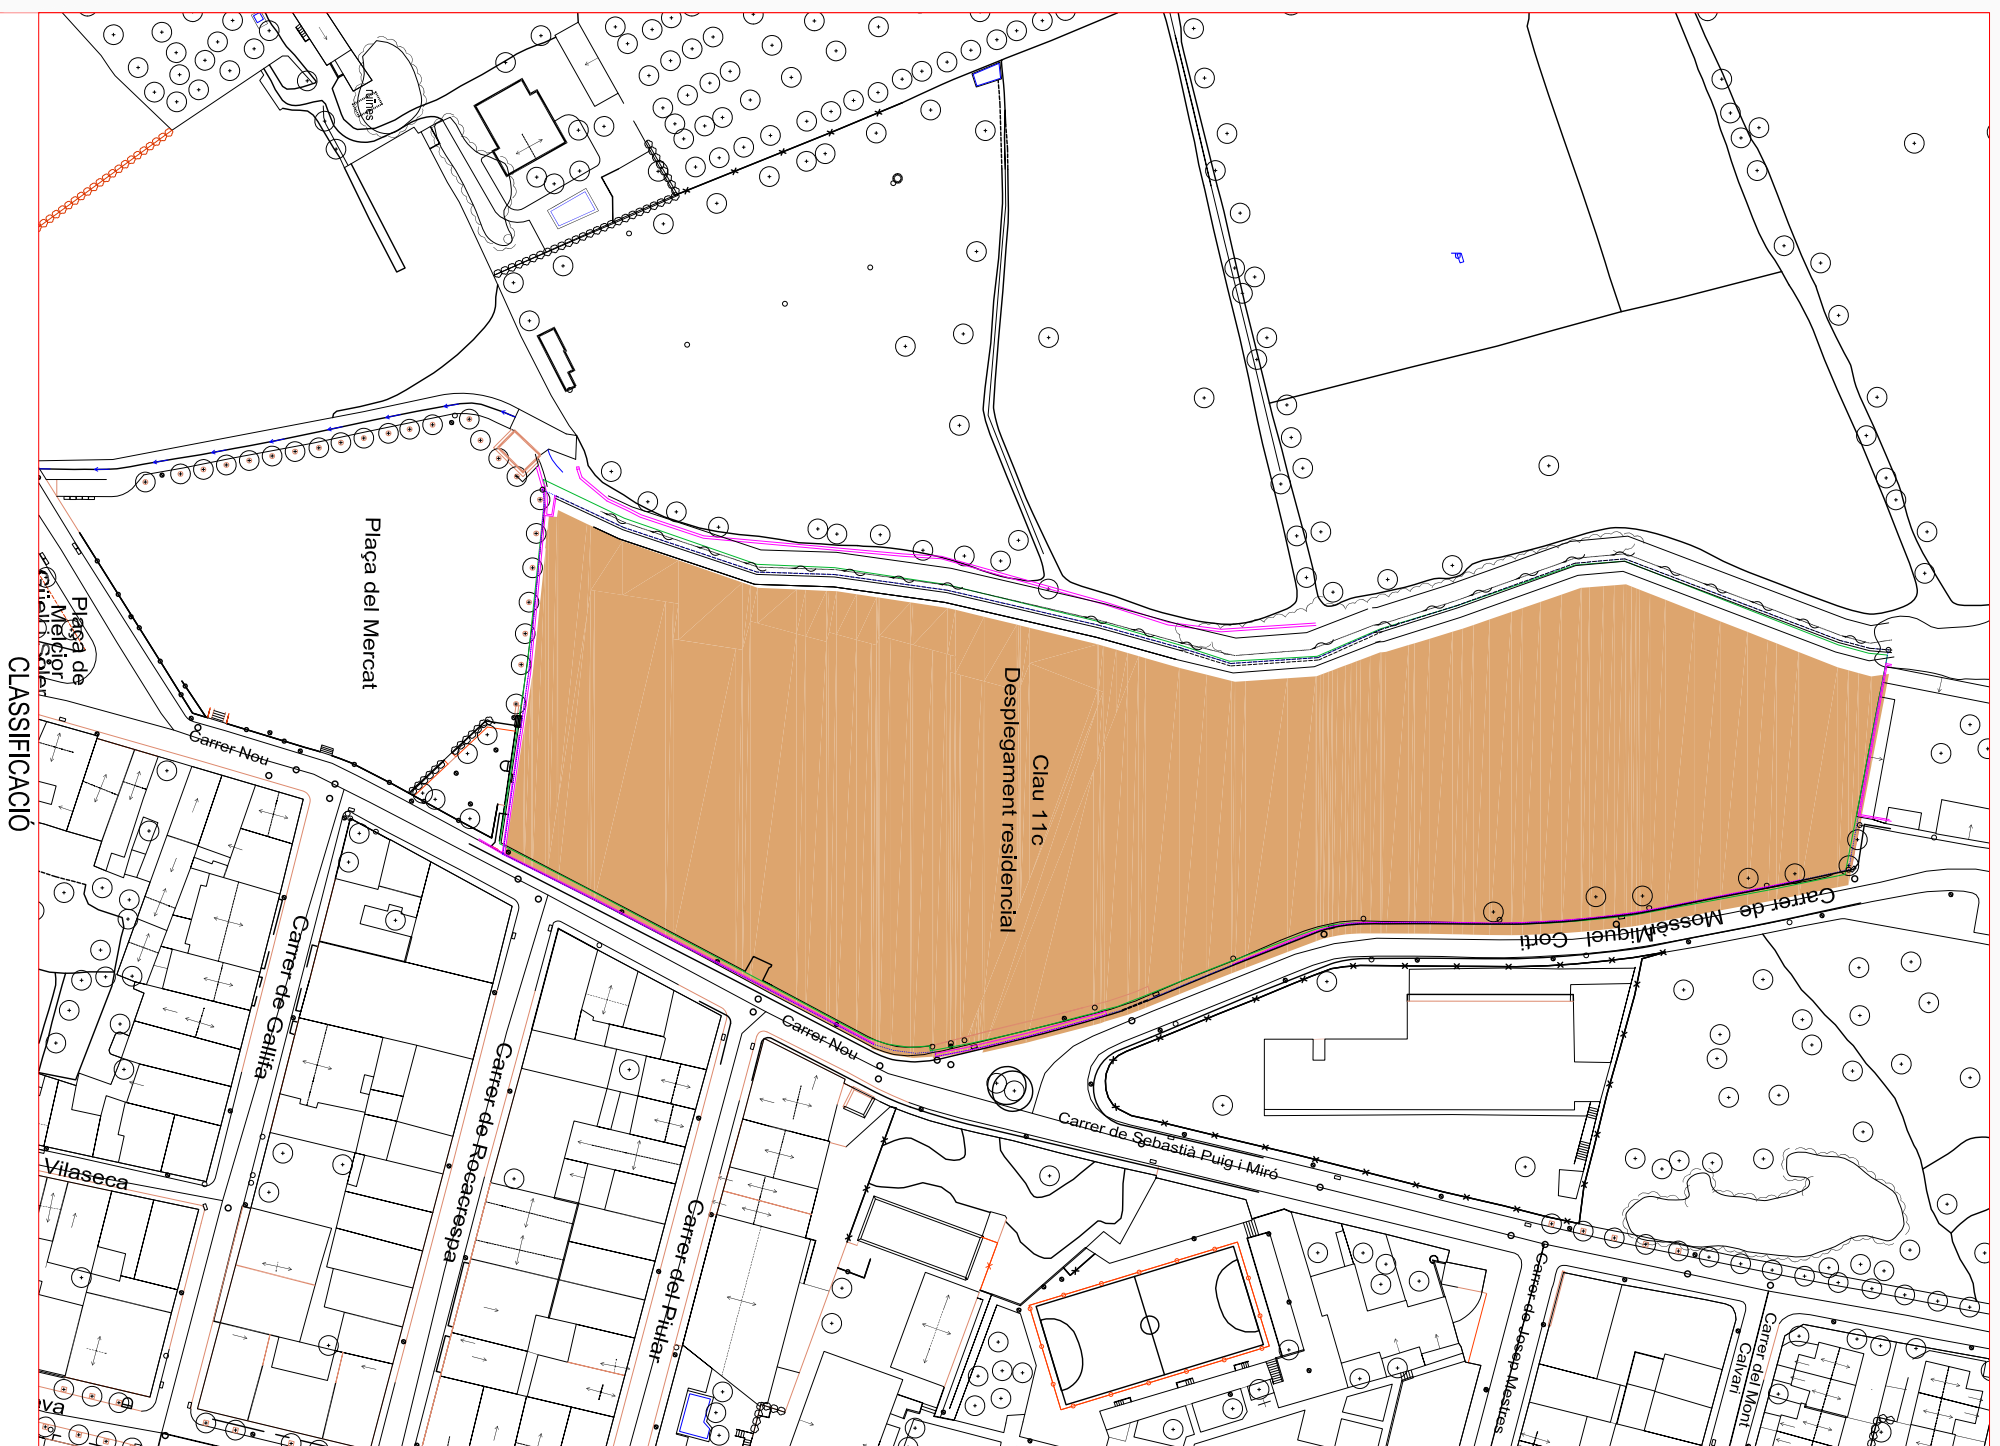 ruïnes
Plaça del Mercat
Plaça de
Melcior
CLASSIFICACIÓ
Carrer Nou
Clau 11c
Desplegament residencial
Carrer de Mossèn Miquel Corti
Carrer de Gallifa
Carrer Nou
Carrer de Rocacrespa
Carrer de Sebastià Puig i Miró
Vilaseca
Carrer del Piular
Carrer de Josep Mestres
Carrer del Mont
Calvari